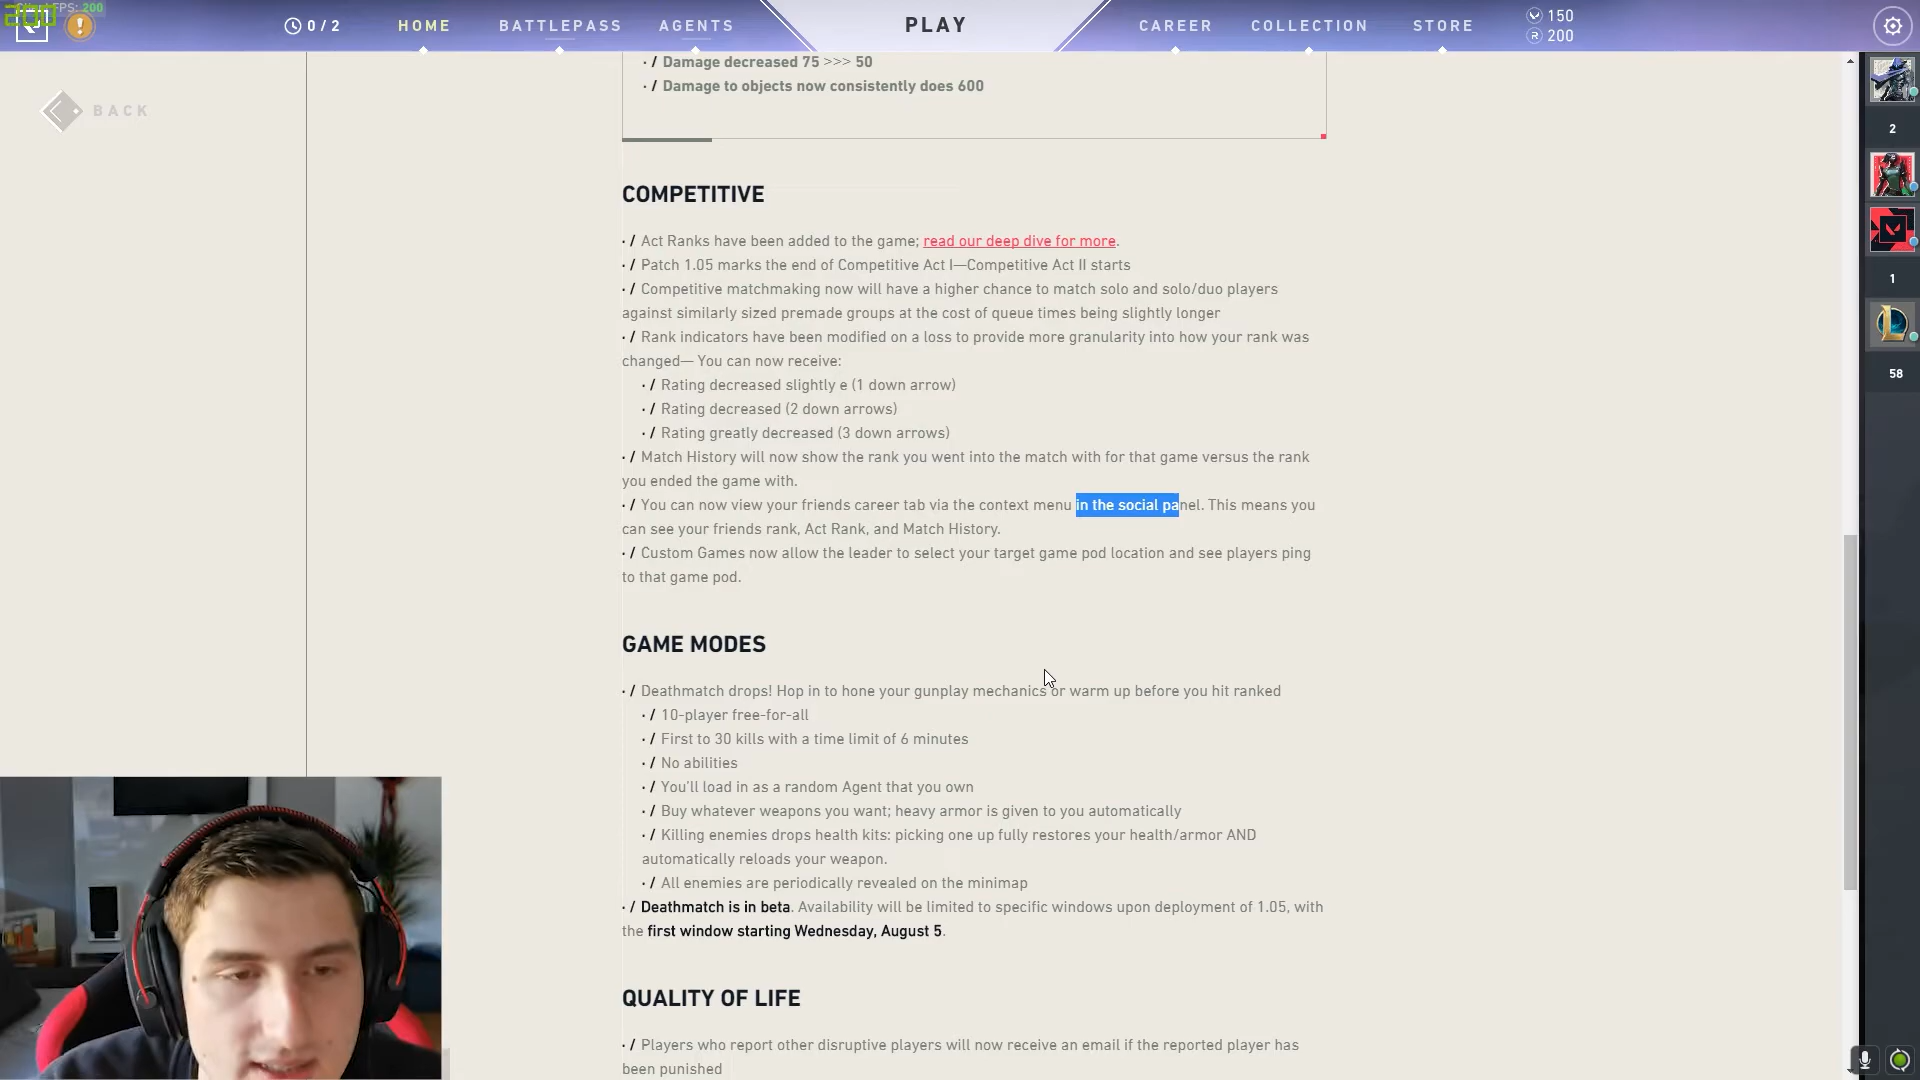 FPS: 200
200
0 / 2
HOME
BATTLEPASS
AGENTS
PLAY
CAREER
COLLECTION
STORE
150
200
BACK
· / Damage decreased 75 >>> 50
· / Damage to objects now consistently does 600
COMPETITIVE
· / Act Ranks have been added to the game; read our deep dive for more.
· / Patch 1.05 marks the end of Competitive Act I—Competitive Act II starts
· / Competitive matchmaking now will have a higher chance to match solo and solo/duo players
against similarly sized premade groups at the cost of queue times being slightly longer
· / Rank indicators have been modified on a loss to provide more granularity into how your rank was
changed— You can now receive:
· / Rating decreased slightly e (1 down arrow)
· / Rating decreased (2 down arrows)
· / Rating greatly decreased (3 down arrows)
· / Match History will now show the rank you went into the match with for that game versus the rank
you ended the game with.
· / You can now view your friends career tab via the context menu in the social panel. This means you
can see your friends rank, Act Rank, and Match History.
· / Custom Games now allow the leader to select your target game pod location and see players ping
to that game pod.
GAME MODES
· / Deathmatch drops! Hop in to hone your gunplay mechanics or warm up before you hit ranked
· / 10-player free-for-all
· / First to 30 kills with a time limit of 6 minutes
· / No abilities
· / You'll load in as a random Agent that you own
· / Buy whatever weapons you want; heavy armor is given to you automatically
· / Killing enemies drops health kits: picking one up fully restores your health/armor AND
automatically reloads your weapon.
· / All enemies are periodically revealed on the minimap
· / Deathmatch is in beta. Availability will be limited to specific windows upon deployment of 1.05, with
the first window starting Wednesday, August 5.
QUALITY OF LIFE
· / Players who report other disruptive players will now receive an email if the reported player has
been punished
2
1
58